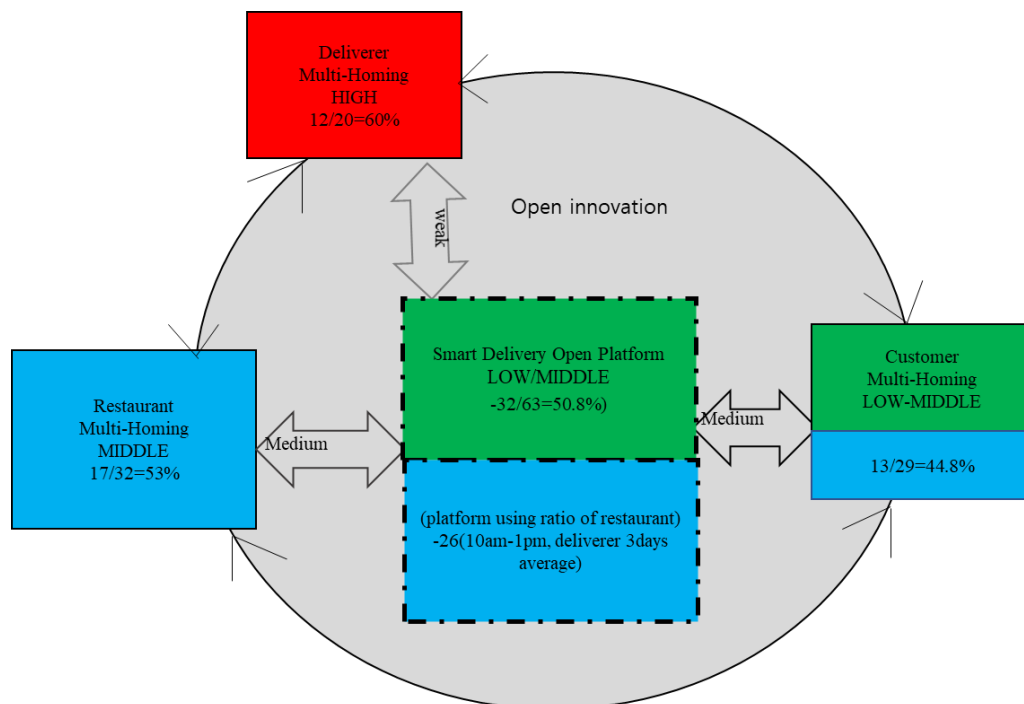 Deliverer
Multi-Homing
HIGH
12/20=60%
weak
Open innovation
Smart Delivery Open Platform
LOW/MIDDLE
-32/63=50.8%)
Customer
Multi-Homing
LOW-MIDDLE
Restaurant
Multi-Homing
MIDDLE
17/32=53%
Medium
Medium
13/29=44.8%
(platform using ratio of restaurant)
-26(10am-1pm, deliverer 3days
average)